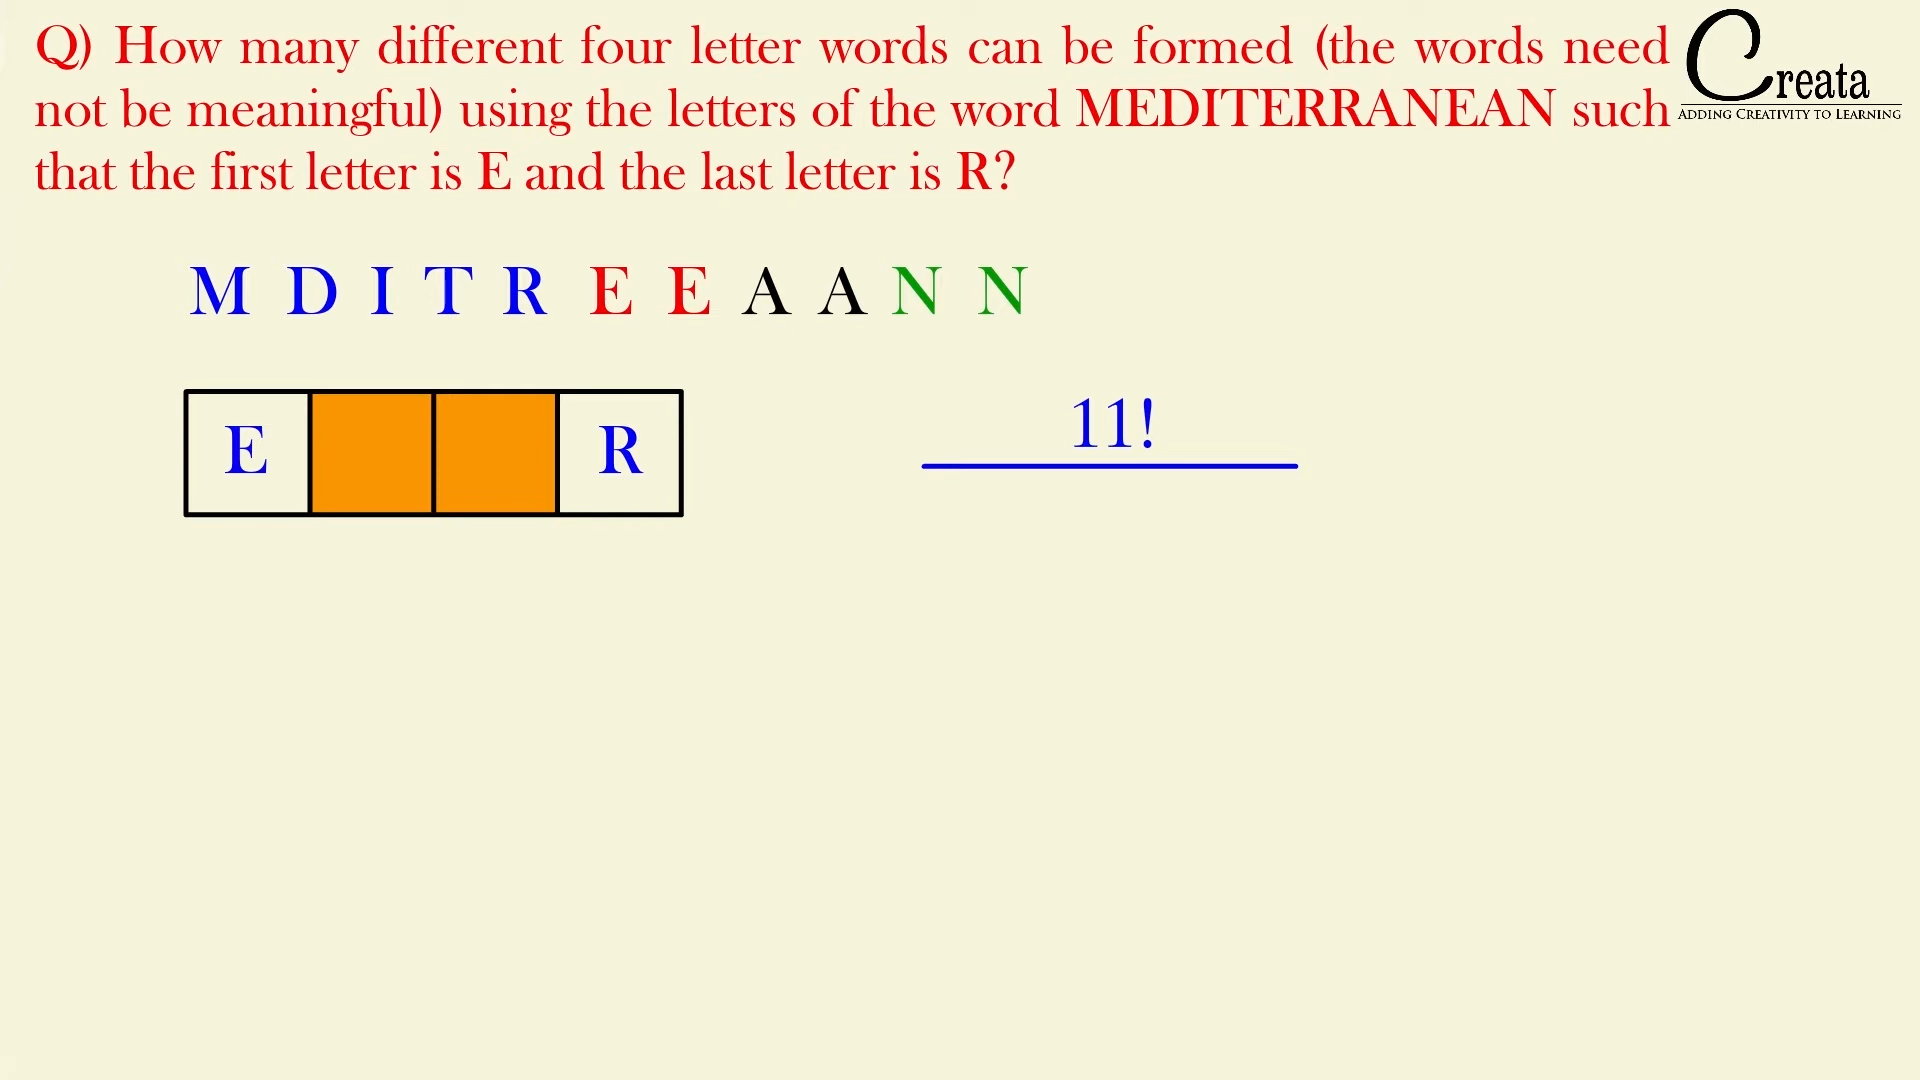 Q) How many different four letter words can be formed (the words need
not be meaningful) using the letters of the word MEDITERRANEAN such
that the first letter is E and the last letter is R?
Creata
ADDING CREATIVITY TO LEARNING
M D I T R E E A A N N
E R
11!